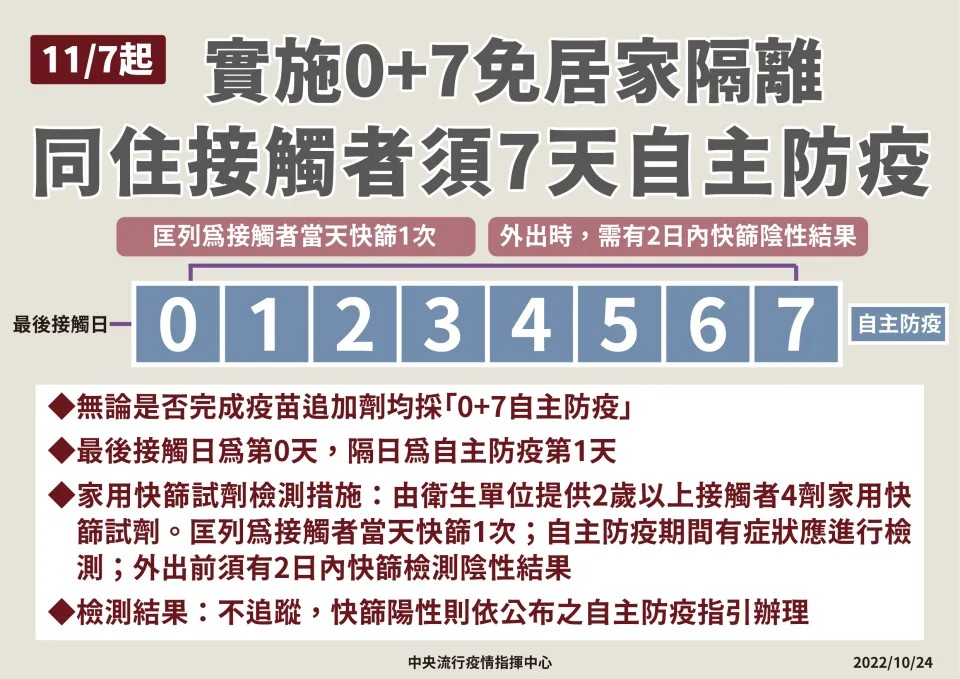 11/7起
實施0+7免居家隔離
同住接觸者須7天自主防疫
匡列爲接觸者當天快篩1次
外出時，需有2日內快篩陰性結果
最後接觸日
0 1 2 3 4 5 6 7
自主防疫
◆無論是否完成疫苗追加劑均採「0+7自主防疫」
◆最後接觸日爲第0天，隔日爲自主防疫第1天
◆家用快篩試劑檢測措施：由衛生單位提供2歲以上接觸者4劑家用快
篩試劑。匡列爲接觸者當天快篩1次；自主防疫期間有症狀應進行檢
測；外出前須有2日內快篩檢測陰性結果
◆檢測結果：不追蹤，快篩陽性則依公布之自主防疫指引辦理
中央流行疫情指揮中心
2022/10/24